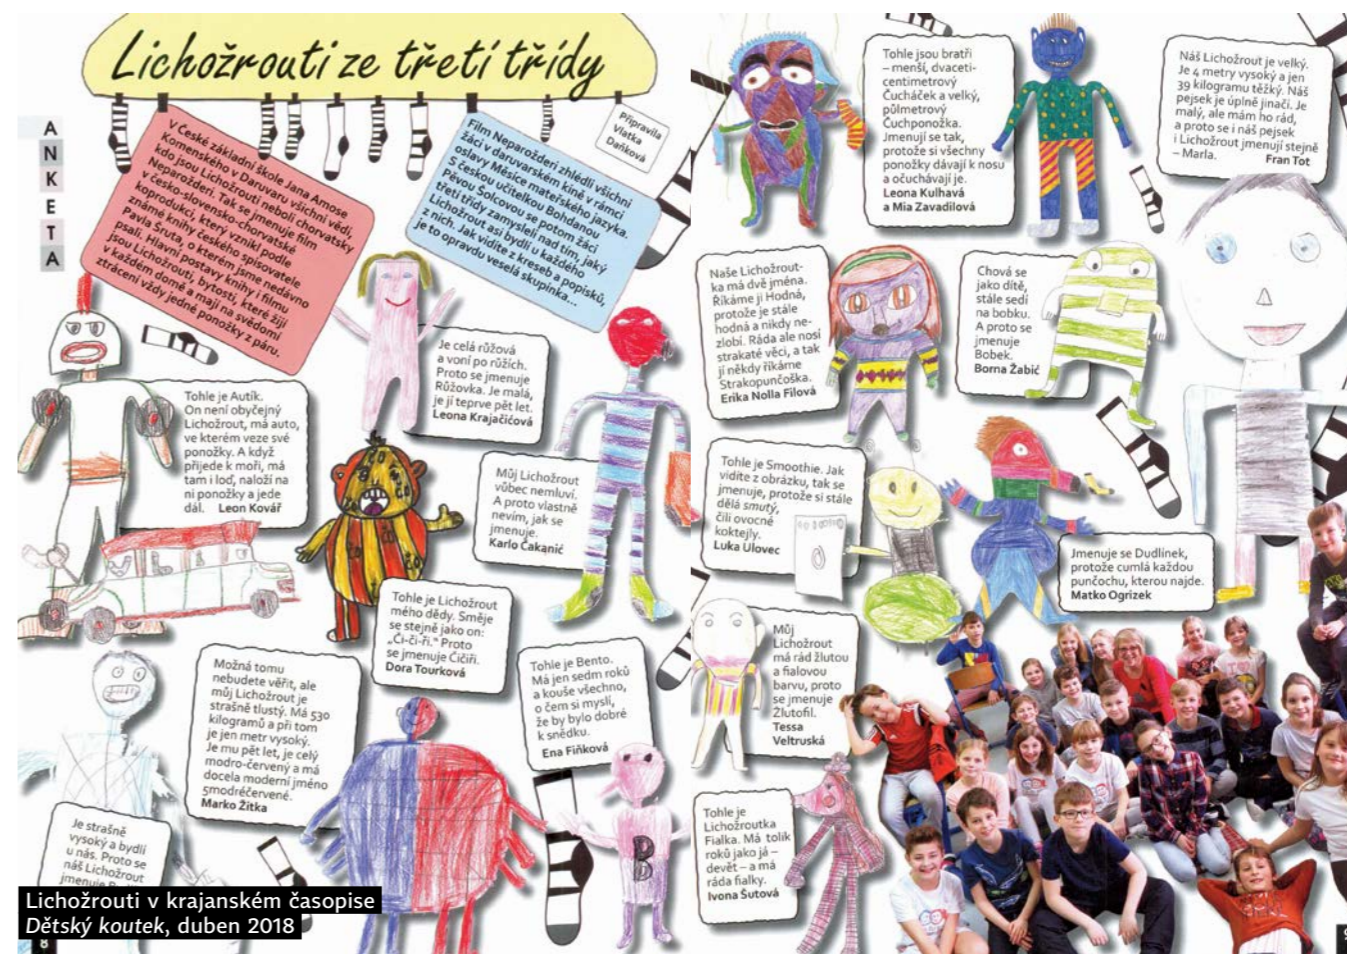 Lichožrouti ze třetí třídy
ANKETA
V České základní škole Jana Amose
Komenského v Daruvaru všichni vědí,
kdo jsou Lichožrouti neboli chorvatsky
Neparožderi. Tak se jmenuje film
v česko-slovensko-chorvatské
koprodukci, který vznikl podle
známé knihy českého spisovatele
Pavla Šruta, o kterém jsme nedávno
psali. Hlavní postavy knihy i filmu
jsou Lichožrouti, bytosti, které žijí
v každém domě a mají na svědomí
ztrácení vždy jedné ponožky z páru.
Film Neparožderi zhlédli všichni
žáci v daruvarském kině v rámci
oslavy Měsíce mateřského jazyka.
S českou učitelkou Bohdanou
Pěvou Šolcovou se potom žáci
třetí třídy zamysleli nad tím, jaký
Lichožrout asi bydlí u každého
z nich. Jak vidíte z kreseb a popisků,
je to opravdu veselá skupinka...
Připravila
Vlatka
Daňková
Je celá růžová
a voní po růžích.
Proto se jmenuje
Růžovka. Je malá,
je jí teprve pět let.
Leona Krajačićová
Tohle je Autík.
On není obyčejný
Lichožrout, má auto,
ve kterém veze své
ponožky. A když
přijede k moři, má
tam i loď, naloží na
ni ponožky a jede
dál. Leon Kovář
Můj Lichožrout
vůbec nemluví.
A proto vlastně
nevím, jak se
jmenuje.
Karlo Čakanić
Tohle je Lichožrout
mého dědy. Směje
se stejně jako on:
„Či-či-ři.“ Proto
se jmenuje Čičiři.
Dora Tourková
Možná tomu
nebudete věřit, ale
můj Lichožrout je
strašně tlustý. Má 530
kilogramů a při tom
je jen metr vysoký.
Je mu pět let, je celý
modro-červený a má
docela moderní jméno
5modréčervené.
Marko Žitka
Tohle je Bento.
Má jen sedm roků
a kouše všechno,
o čem si myslí,
že by bylo dobré
k snědku.
Ena Fiňková
B
Je strašně
vysoký a bydlí
u nás. Proto se
náš Lichožrout
jmenuje
Lichožrouti v krajanském časopise
Dětský koutek, duben 2018
8
Tohle jsou bratři
– menší, dvaceti-
centimetrový
Čucháček a velký,
půlmetrový
Čuchponožka.
Jmenují se tak,
protože si všechny
ponožky dávají k nosu
a očuchávají je.
Leona Kulhavá
a Mia Zavadilová
Náš Lichožrout je velký.
Je 4 metry vysoký a jen
39 kilogramu těžký. Náš
pejsek je úplně jinačí. Je
malý, ale mám ho rád,
a proto se i náš pejsek
i Lichožrout jmenují stejně
– Marla. Fran Tot
Naše Lichožrout-
ka má dvě jména.
Říkáme jí Hodná,
protože je stále
hodná a nikdy ne-
zlobí. Ráda ale nosí
strakaté věci, a tak
jí někdy říkáme
Strakopunčoška.
Erika Nolla Filová
Chová se
jako dítě,
stále sedí
na bobku.
A proto se
jmenuje
Bobek.
Borna Žabić
Tohle je Smoothie. Jak
vidíte z obrázku, tak se
jmenuje, protože si stále
dělá smuty,
čili ovocné
koktejly.
Luka Ulovec
Jmenuje se Dudlínek,
protože cumlá každou
punčochu, kterou najde.
Matko Ogrizek
Můj
Lichožrout
má rád žlutou
a fialovou
barvu, proto
se jmenuje
Žlutofil.
Tessa
Veltruská
Tohle je
Lichožroutka
Fialka. Má tolik
roků jako já –
devět – a má
ráda fialky.
Ivona Šutová